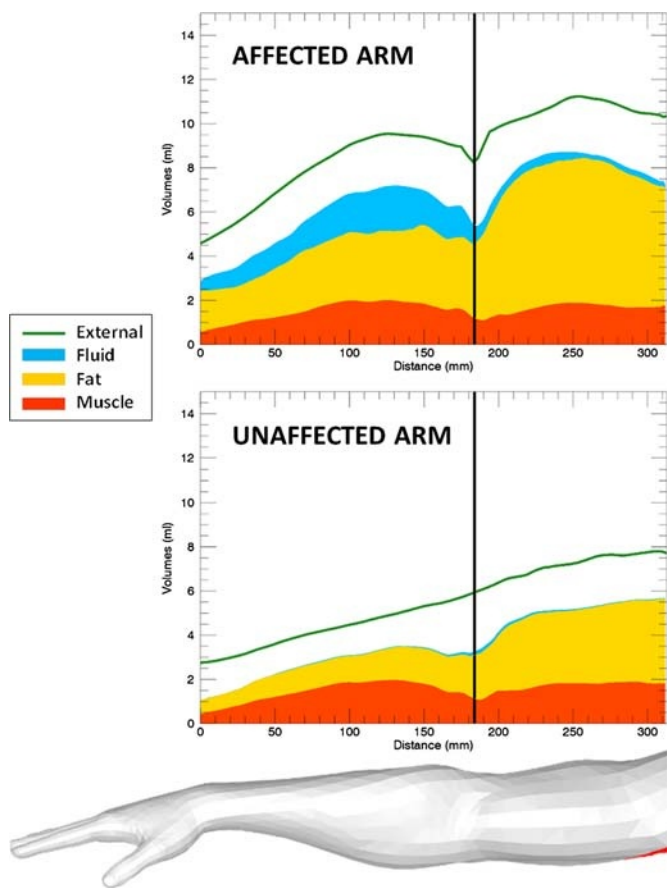 14
AFFECTED ARM
12
10
8
6
4
2
0
Volumes (ml)
0 50 100 150 200 250 300
Distance (mm)
External
Fluid
Fat
Muscle
14
UNAFFECTED ARM
12
10
8
6
4
2
0
Volumes (ml)
0 50 100 150 200 250 300
Distance (mm)